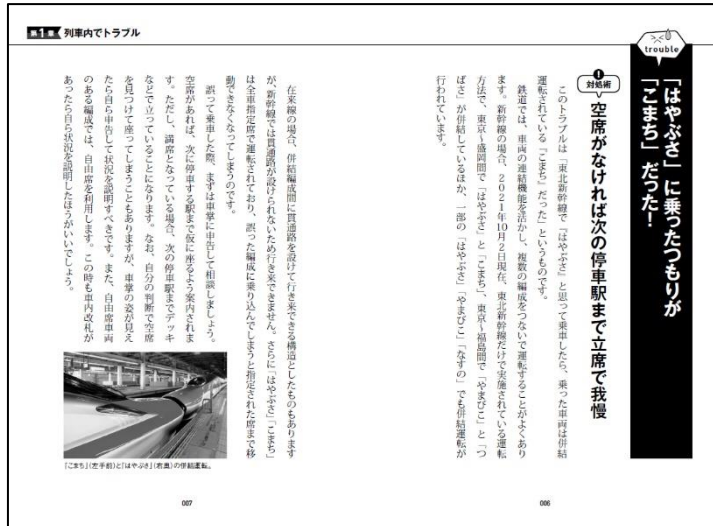 第1章 列車内でトラブル
trouble
「はやぶさ」に乗ったつもりが
「こまち」だった！
対処術
空席がなければ次の停車駅まで立席で我慢
このトラブルは「東北新幹線で『はやぶさ』と思って乗車したら、乗った車両は併結
運転されている『こまち』だった」というものです。
鉄道では、車両の連結機能を活かし、複数の編成をつないで運転することがよくあり
ます。新幹線の場合、2021年10月2日現在、東北新幹線だけで実施されている運転
方法で、東京～盛岡間で「はやぶさ」と「こまち」、東京～福島間で「やまびこ」と「つ
ばさ」が併結しているほか、一部の「はやぶさ」「やまびこ」「なすの」でも併結運転が
行われています。
006
在来線の場合、併結編成間に貫通路を設けて行き来できる構造としたものもあります
が、新幹線では貫通路が設けられないため行き来できません。さらに「はやぶさ」「こまち」
は全車指定席で運転されており、誤った編成に乗り込んでしまうと指定された席まで移
動できなくなってしまうのです。
誤って乗車した際、まずは車掌に申告して相談しましょう。
空席があれば、次に停車する駅まで仮に座るよう案内されま
す。ただし、満席となっている場合、次の停車駅までデッキ
などで立っていることになります。なお、自分の判断で空席
を見つけて座ってしまうこともありますが、車掌の姿が見え
たら自ら申告して状況を説明すべきです。また、自由席車両
のある編成では、自由席を利用します。この時も車内改札が
あったら自ら状況を説明したほうがいいでしょう。
「こまち」（左手前）と「はやぶさ」（右奥）の併結運転。
007